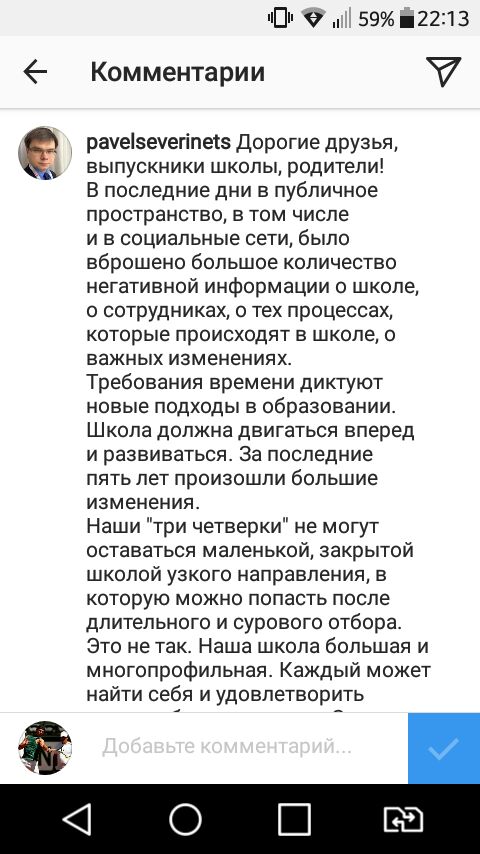 59% 22:13
Комментарии
pavelseverinets Дорогие друзья,
выпускники школы, родители!
В последние дни в публичное
пространство, в том числе
и в социальные сети, было
вброшено большое количество
негативной информации о школе,
о сотрудниках, о тех процессах,
которые происходят в школе, о
важных изменениях.
Требования времени диктуют
новые подходы в образовании.
Школа должна двигаться вперед
и развиваться. За последние
пять лет произошли большие
изменения.
Наши "три четверки" не могут
оставаться маленькой, закрытой
школой узкого направления, в
которую можно попасть после
длительного и сурового отбора.
Это не так. Наша школа большая и
многопрофильная. Каждый может
найти себя и удовлетворить
Добавьте комментарий...